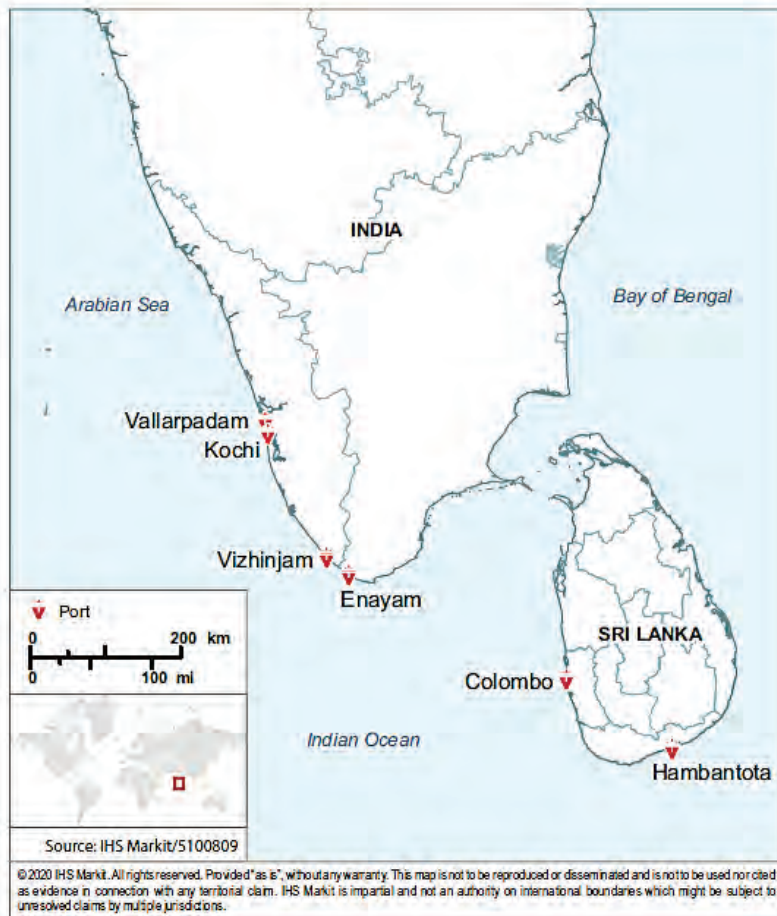 INDIA
Arabian Sea
Bay of Bengal
Vallarpadam
Kochi
Vizhinjam
Enayam
Port
0 200 km
0 100 mi
SRI LANKA
Colombo
Indian Ocean
Hambantota
Source: IHS Markit/5100809
© 2020 IHS Markit. All rights reserved. Provided "as is", without any warranty. This map is not to be reproduced or disseminated and is not to be used nor cited
as evidence in connection with any territorial claim. IHS Markit is impartial and not an authority on international boundaries which might be subject to
unresolved claims by multiple jurisdictions.